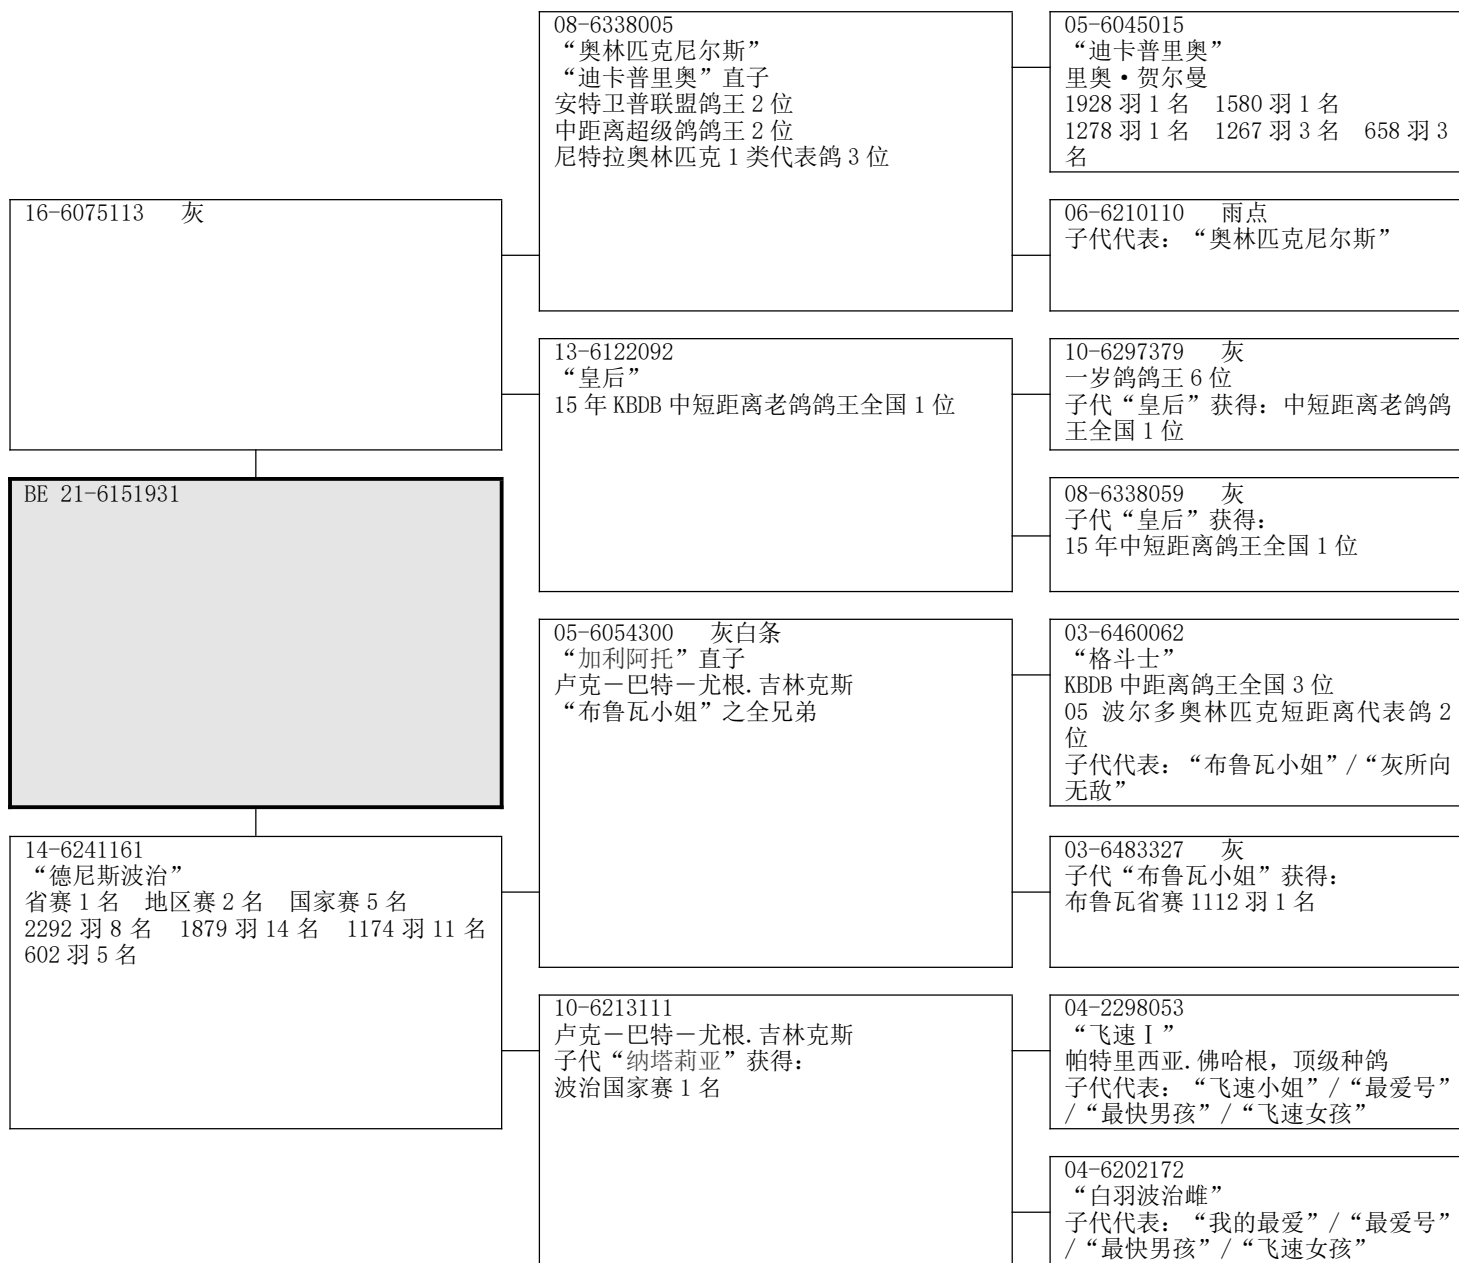 16-6075113 灰
BE 21-6151931
14-6241161
“德尼斯波治”
省赛 1 名 地区赛 2 名 国家赛 5 名
2292 羽 8 名 1879 羽 14 名 1174 羽 11 名
602 羽 5 名
08-6338005
“奥林匹克尼尔斯”
“迪卡普里奥”直子
安特卫普联盟鸽王 2 位
中距离超级鸽鸽王 2 位
尼特拉奥林匹克 1 类代表鸽 3 位
13-6122092
“皇后”
15 年 KBDB 中短距离老鸽鸽王全国 1 位
05-6054300 灰白条
“加利阿托”直子
卢克－巴特－尤根.吉林克斯
“布鲁瓦小姐”之全兄弟
10-6213111
卢克－巴特－尤根.吉林克斯
子代“纳塔莉亚”获得：
波治国家赛 1 名
05-6045015
“迪卡普里奥”
里奥·贺尔曼
1928 羽 1 名 1580 羽 1 名
1278 羽 1 名 1267 羽 3 名 658 羽 3
名
06-6210110 雨点
子代代表：“奥林匹克尼尔斯”
10-6297379 灰
一岁鸽鸽王 6 位
子代“皇后”获得：中短距离老鸽鸽
王全国 1 位
08-6338059 灰
子代“皇后”获得：
15 年中短距离鸽王全国 1 位
03-6460062
“格斗士”
KBDB 中距离鸽王全国 3 位
05 波尔多奥林匹克短距离代表鸽 2
位
子代代表：“布鲁瓦小姐”/“灰所向
无敌”
03-6483327 灰
子代“布鲁瓦小姐”获得：
布鲁瓦省赛 1112 羽 1 名
04-2298053
“飞速Ⅰ”
帕特里西亚.佛哈根，顶级种鸽
子代代表：“飞速小姐”/“最爱号”
/“最快男孩”/“飞速女孩”
04-6202172
“白羽波治雌”
子代代表：“我的最爱”/“最爱号”
/“最快男孩”/“飞速女孩”